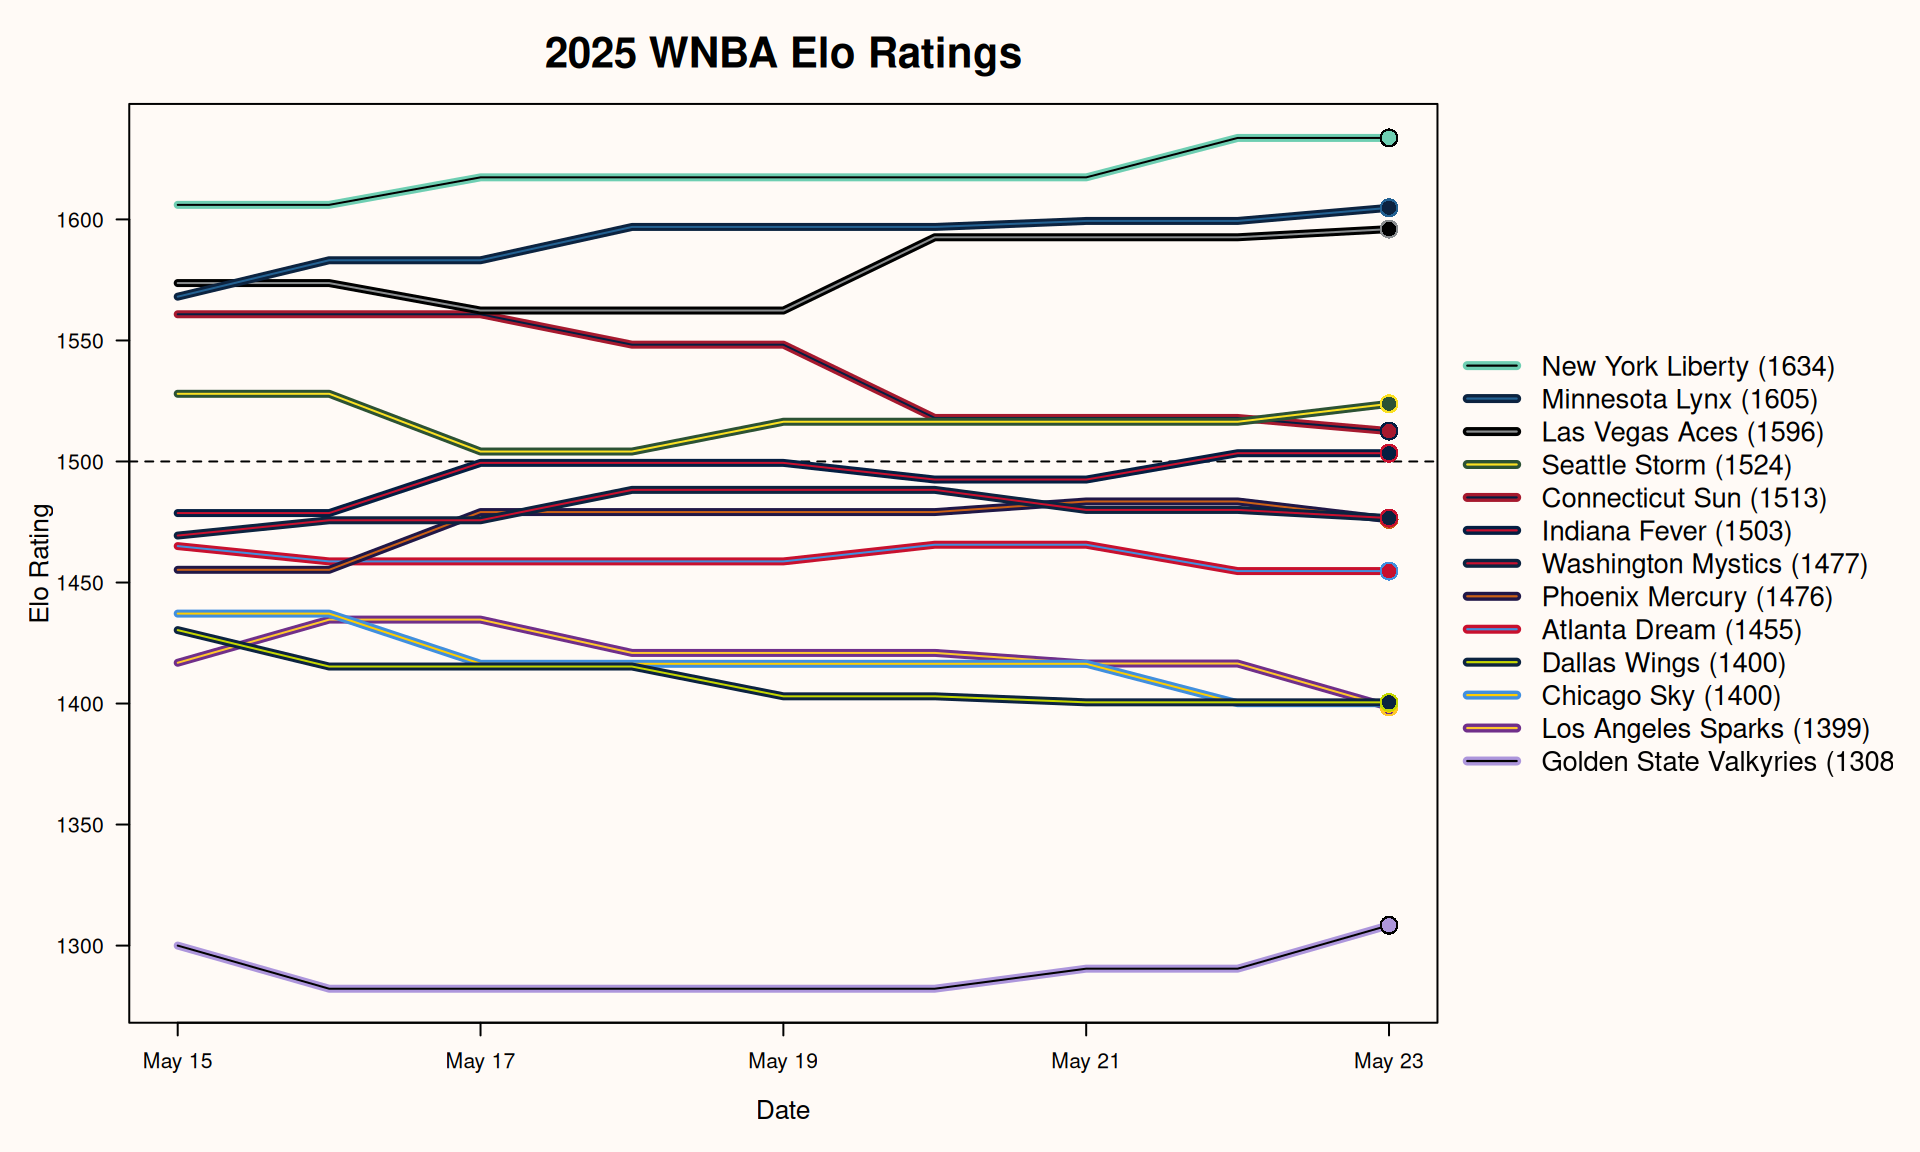 2025 WNBA Elo Ratings
Elo Rating
1600
1550
1500
1450
1400
1350
1300
May 15
May 17
May 19
May 21
May 23
Date
New York Liberty (1634)
Minnesota Lynx (1605)
Las Vegas Aces (1596)
Seattle Storm (1524)
Connecticut Sun (1513)
Indiana Fever (1503)
Washington Mystics (1477)
Phoenix Mercury (1476)
Atlanta Dream (1455)
Dallas Wings (1400)
Chicago Sky (1400)
Los Angeles Sparks (1399)
Golden State Valkyries (1308